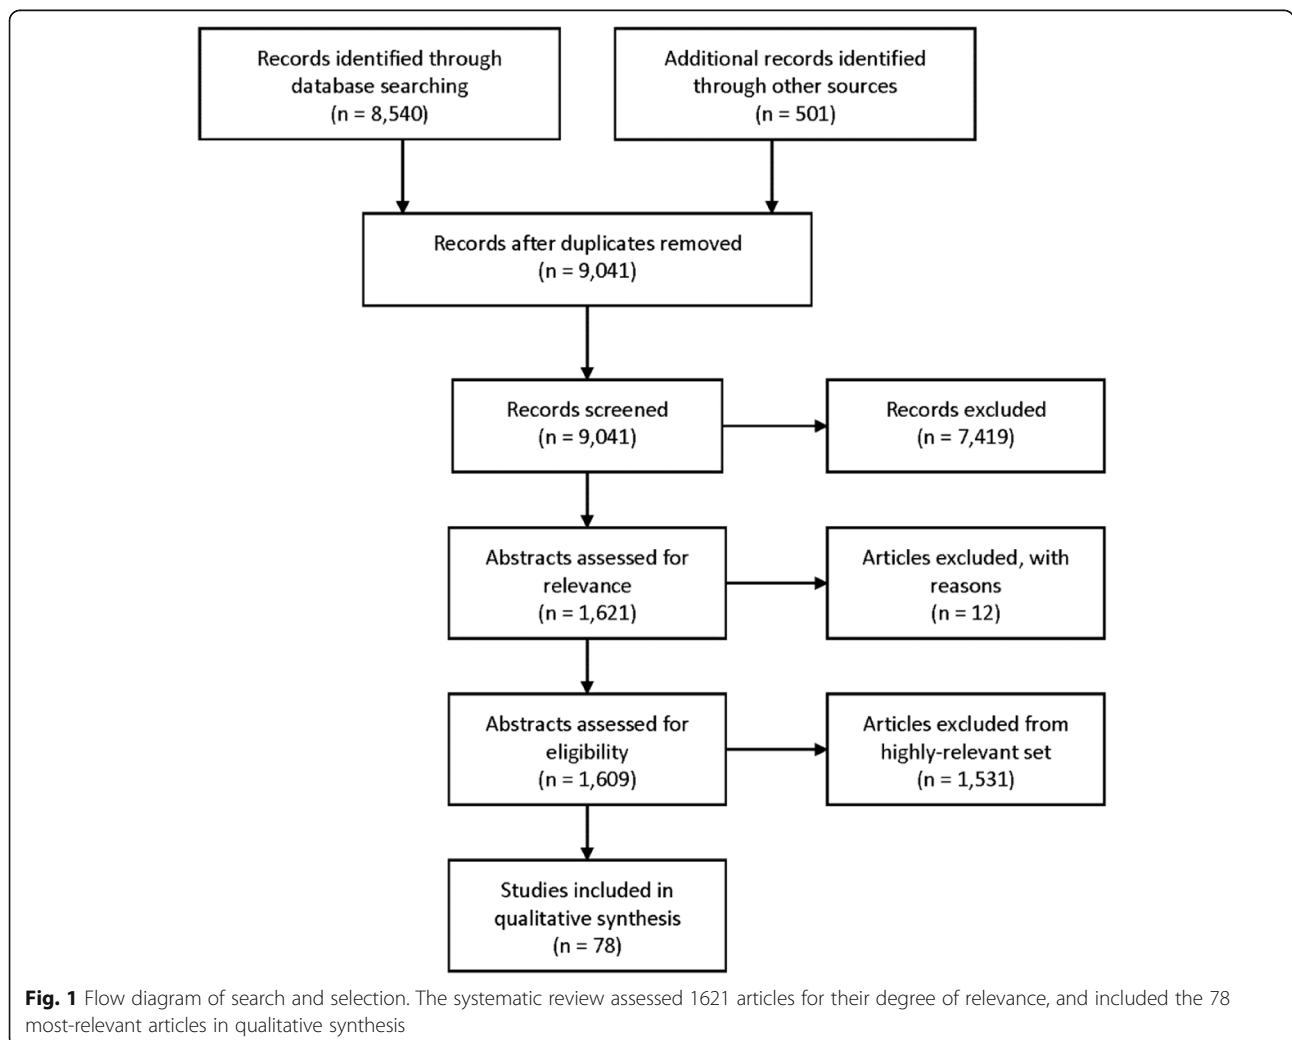 Records identified through
database searching
(n = 8,540)
Additional records identified
through other sources
(n = 501)
Records after duplicates removed
(n = 9,041)
Records screened
(n = 9,041)
Records excluded
(n = 7,419)
Abstracts assessed for
relevance
(n = 1,621)
Articles excluded, with
reasons
(n = 12)
Abstracts assessed for
eligibility
(n = 1,609)
Articles excluded from
highly-relevant set
(n = 1,531)
Studies included in
qualitative synthesis
(n = 78)
Fig. 1 Flow diagram of search and selection. The systematic review assessed 1621 articles for their degree of relevance, and included the 78
most-relevant articles in qualitative synthesis